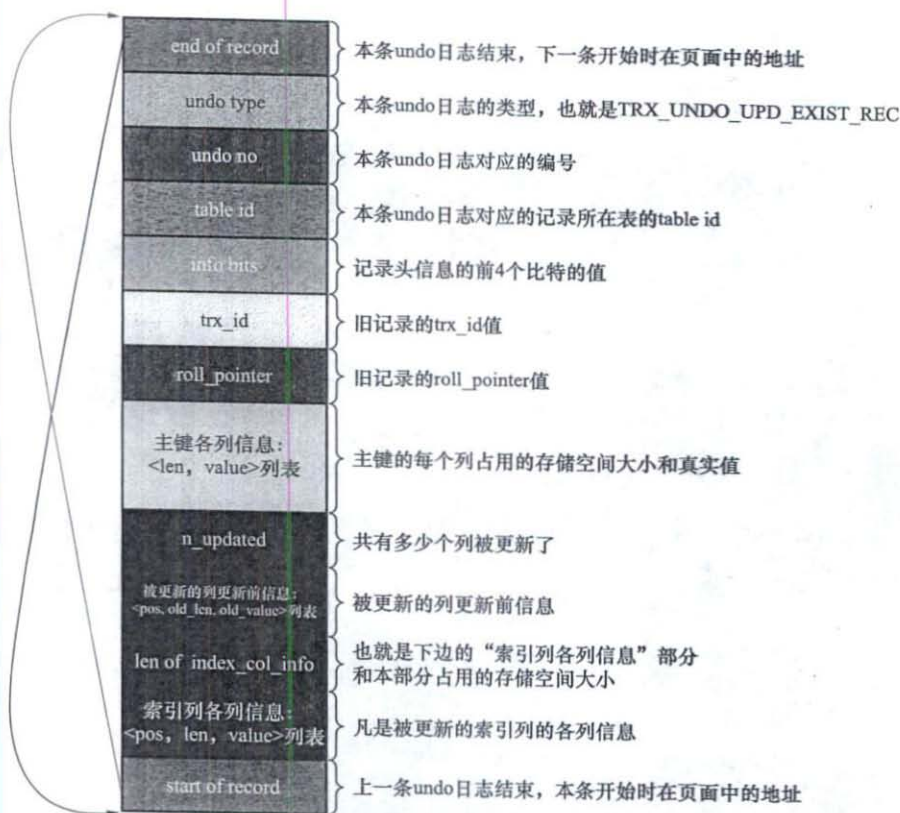 end of record
本条undo日志结束，下一条开始时在页面中的地址
undo type
本条undo日志的类型，也就是TRX_UNDO_UPD_EXIST_REC
undo no
本条undo日志对应的编号
table id
本条undo日志对应的记录所在表的table id
info bits
记录头信息的前4个比特的值
trx_id
旧记录的trx_id值
roll_pointer
旧记录的roll_pointer值
主键各列信息：
<len，value>列表
主键的每个列占用的存储空间大小和真实值
n_updated
共有多少个列被更新了
被更新的列更新前信息：
<pos, old_len, old_value>列表
被更新的列更新前信息
len of index_col_info
也就是下边的“索引列各列信息”部分
和本部分占用的存储空间大小
索引列各列信息：
<pos，len，value>列表
凡是被更新的索引列的各列信息
start of record
上一条undo日志结束，本条开始时在页面中的地址